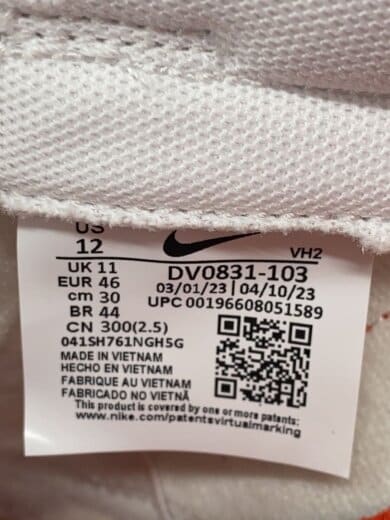 US
12
VH2
UK 11
EUR 46
cm 30
BR 44
CN 300(2.5)
DV0831-103
03/01/23 | 04/10/23
UPC 00196608051589
041SH761NGH5G
MADE IN VIETNAM
HECHO EN VIETNAM
FABRIQUE AU VIETNAM
FABRICADO NO VIETNÃ
This product is covered by one or more patents:
www.nike.com/patentsvirtualmarking